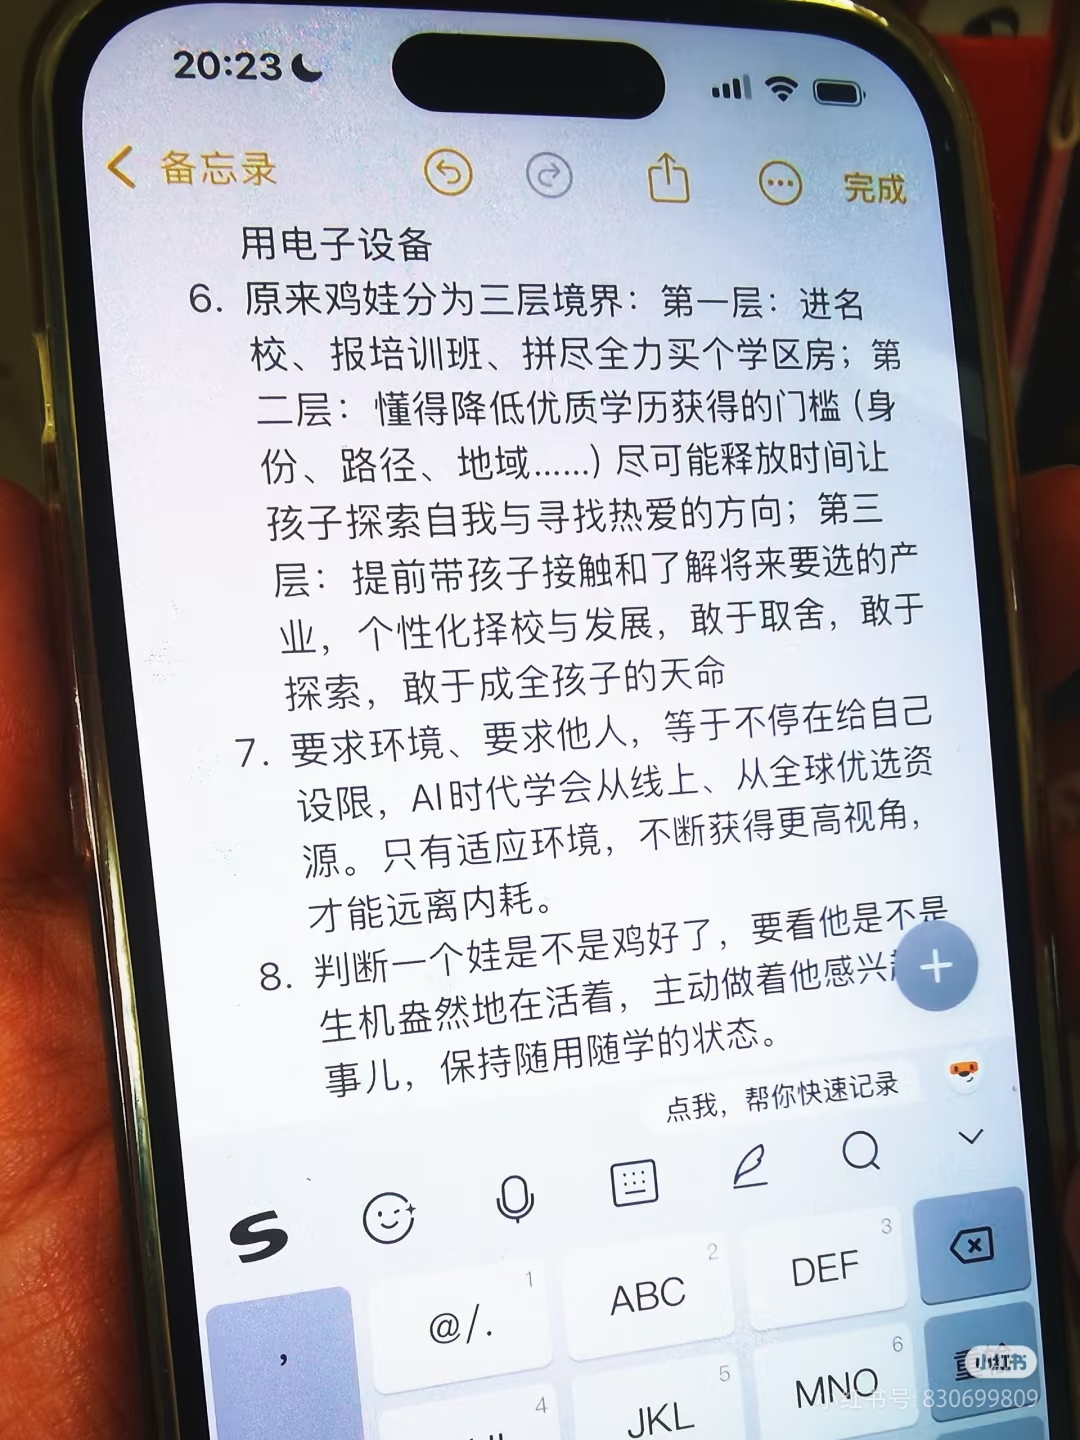 20:23
备忘录
完成
用电子设备
6. 原来鸡娃分为三层境界：第一层：进名
校、报培训班、拼尽全力买个学区房；第
二层：懂得降低优质学历获得的门槛（身
份、路径、地域……）尽可能释放时间让
孩子探索自我与寻找热爱的方向；第三
层：提前带孩子接触和了解将来要选的产
业，个性化择校与发展，敢于取舍，敢于
探索，敢于成全孩子的天命
7. 要求环境、要求他人，等于不停在给自己
设限，AI时代学会从线上、从全球优选资
源。只有适应环境，不断获得更高视角，
才能远离内耗。
8. 判断一个娃是不是鸡好了，要看他是不是
生机盎然地在活着，主动做着他感兴
事儿，保持随用随学的状态。
点我，帮你快速记录
S
1
@/.
2
ABC
3
DEF
，
4
5
JKL
6
MNO
重
小红书
小红书号: 830699809